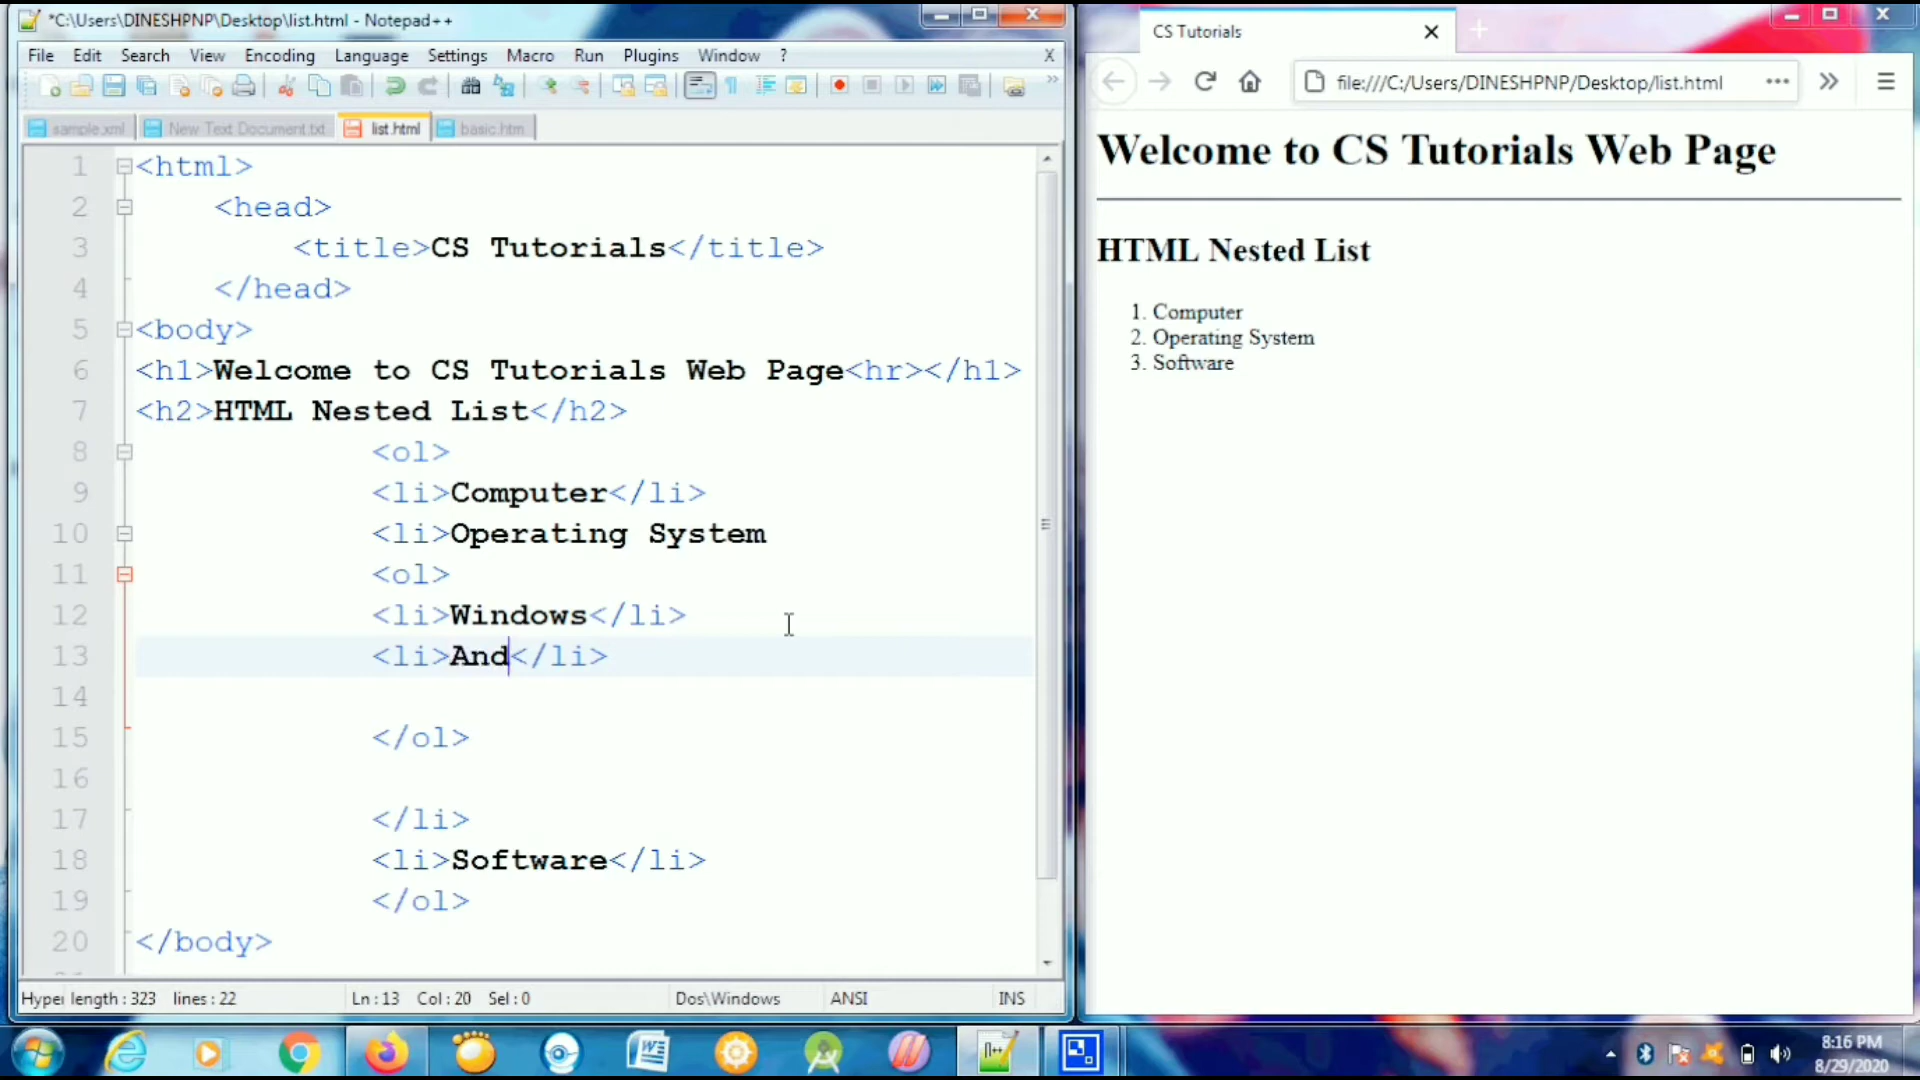 *C:\Users\DINESHPNP\Desktop\list.html - Notepad++
File Edit Search View Encoding Language Settings Macro Run Plugins Window ? X
sample.xml New Text Document.txt list.html basic.htm
1 <html>
2 <head>
3 <title>CS Tutorials</title>
4 </head>
5 <body>
6 <h1>Welcome to CS Tutorials Web Page<hr></h1>
7 <h2>HTML Nested List</h2>
8 <ol>
9 <li>Computer</li>
10 <li>Operating System
11 <ol>
12 <li>Windows</li>
13 <li>And</li>
14
15 </ol>
16
17 </li>
18 <li>Software</li>
19 </ol>
20 </body>
Hyper length : 323 lines : 22 Ln : 13 Col : 20 Sel : 0 Dos\Windows ANSI INS
CS Tutorials
file:///C:/Users/DINESHPNP/Desktop/list.html
Welcome to CS Tutorials Web Page
HTML Nested List
1. Computer
2. Operating System
3. Software
8:16 PM
8/29/2020